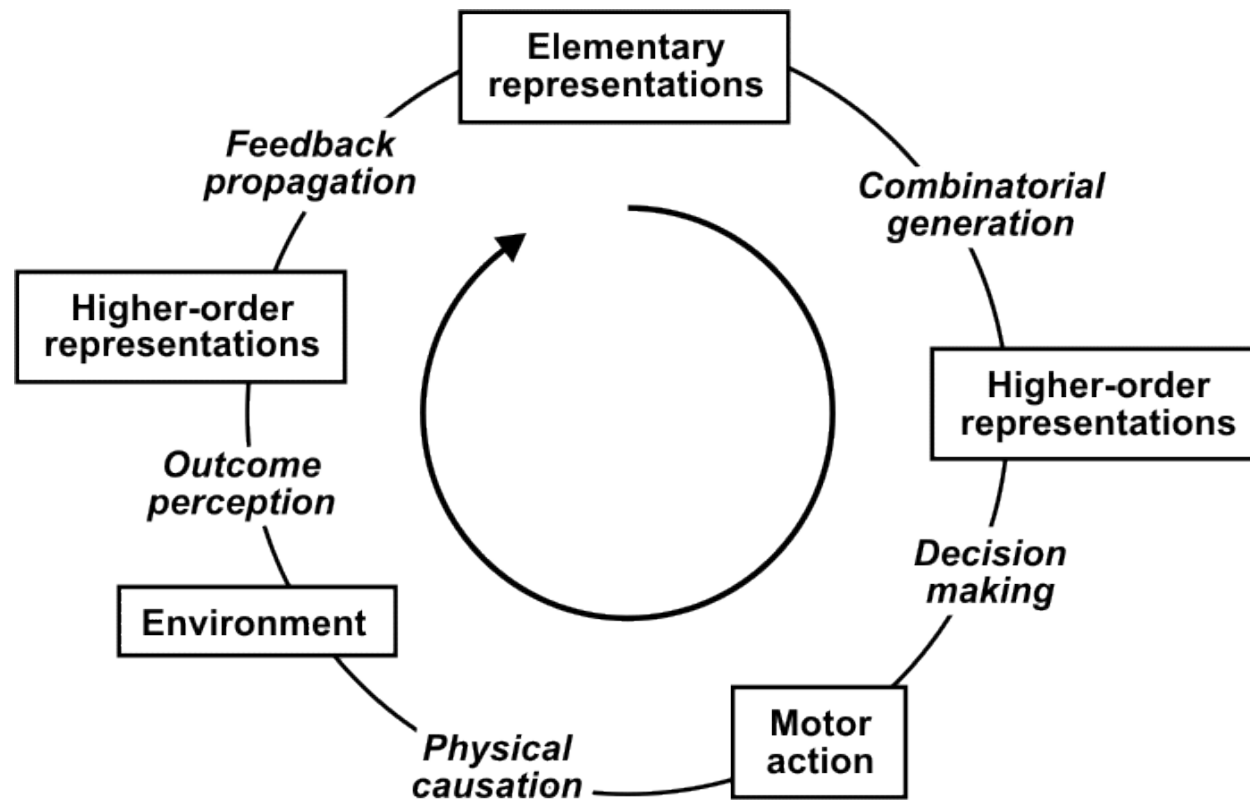 Elementary
representations
Combinatorial
generation
Higher-order
representations
Decision
making
Motor
action
Physical
causation
Environment
Outcome
perception
Higher-order
representations
Feedback
propagation